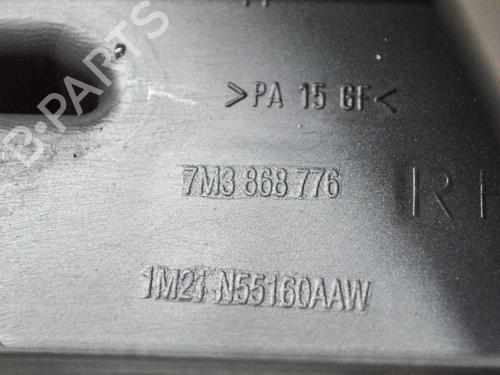 B-PARTS
>PA 15 GF<
7M3 868 776
1M21-N55160AAW